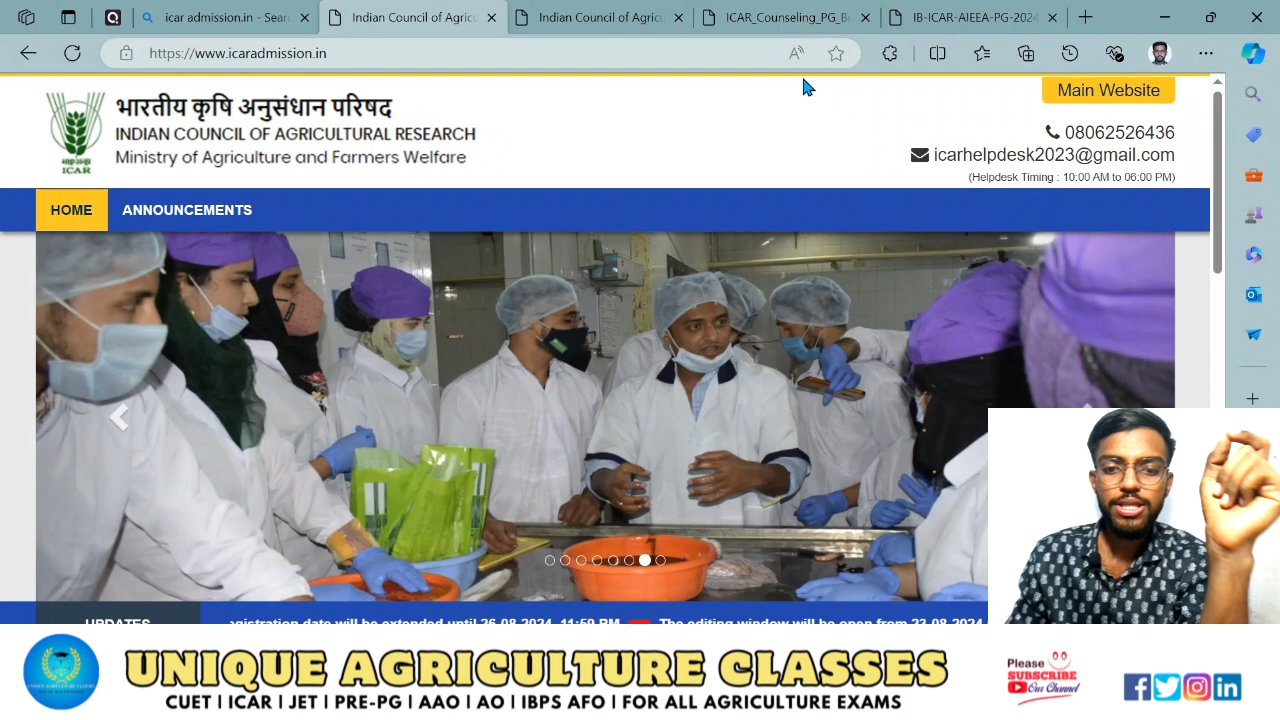 icar admission.in - Sear
Indian Council of Agricu
Indian Council of Agricu
ICAR_Counseling_PG_B
IB-ICAR-AIEEA-PG-2024
https://www.icaradmission.in
Main Website
भारतीय कृषि अनुसंधान परिषद
INDIAN COUNCIL OF AGRICULTURAL RESEARCH
Ministry of Agriculture and Farmers Welfare
ICAR
08062526436
icarhelpdesk2023@gmail.com
(Helpdesk Timing : 10:00 AM to 06:00 PM)
HOME ANNOUNCEMENTS
UPDATES
egistration date will be extended until 26-08-2024, 11:59 PM
The editing window will be open from 23-08-2024
UNIQUE AGRICULTURE CLASSES
CUET | ICAR | JET | PRE-PG | AAO | AO | IBPS AFO | FOR ALL AGRICULTURE EXAMS
Please
SUBSCRIBE
Our Channel